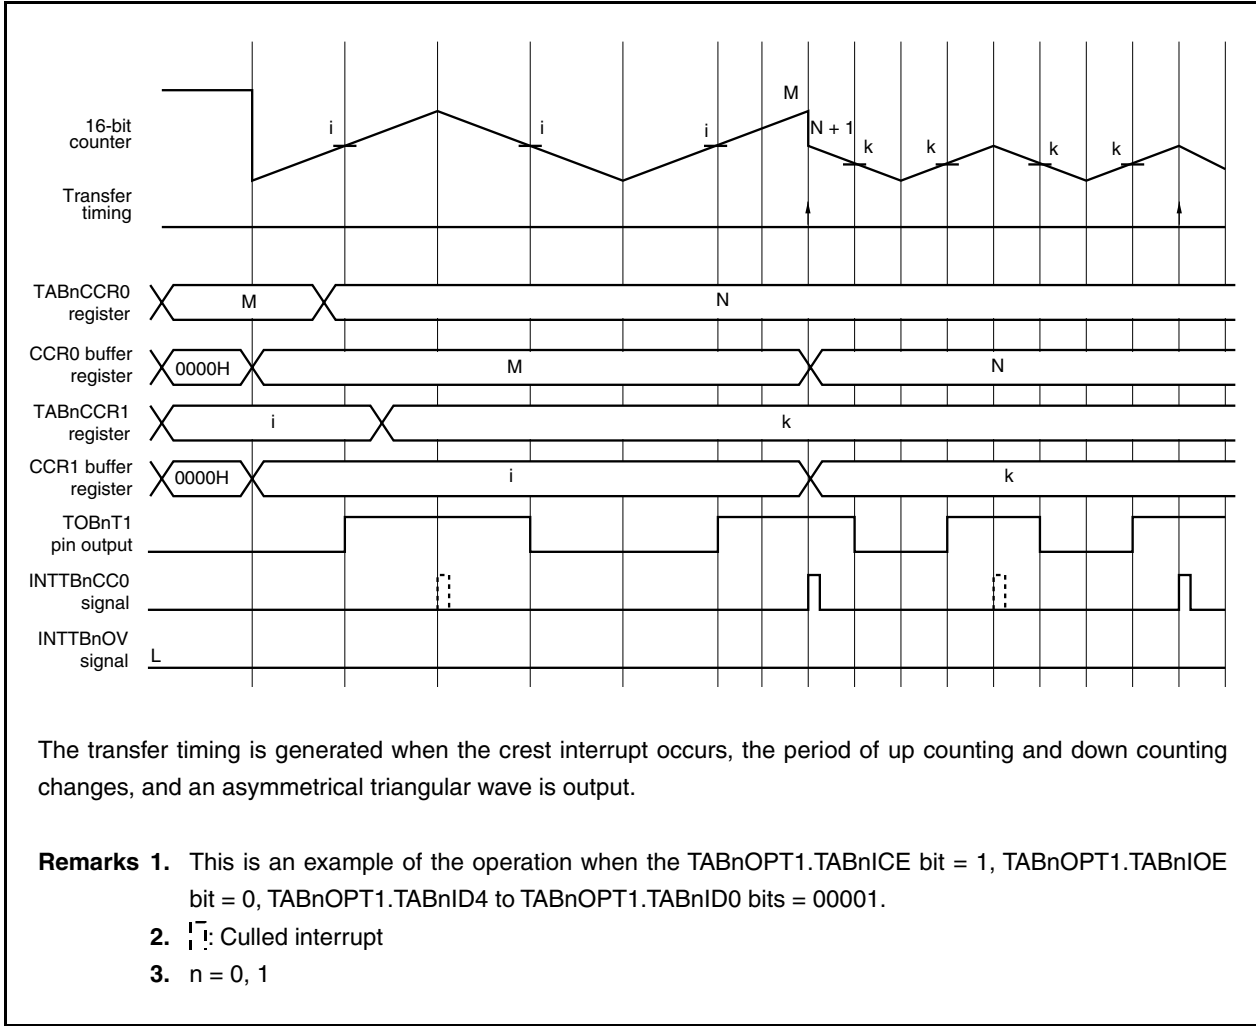 M
16-bit
counter
i
i
i
N + 1
k
k
k
k
Transfer
timing
TABnCCR0
register
M
N
CCR0 buffer
register
0000H
M
N
TABnCCR1
register
i
k
CCR1 buffer
register
0000H
i
k
TOBnT1
pin output
INTTBnCC0
signal
INTTBnOV
signal
L
The transfer timing is generated when the crest interrupt occurs, the period of up counting and down counting
changes, and an asymmetrical triangular wave is output.
Remarks 1. This is an example of the operation when the TABnOPT1.TABnICE bit = 1, TABnOPT1.TABnIOE
bit = 0, TABnOPT1.TABnID4 to TABnOPT1.TABnID0 bits = 00001.
2. : Culled interrupt
3. n = 0, 1